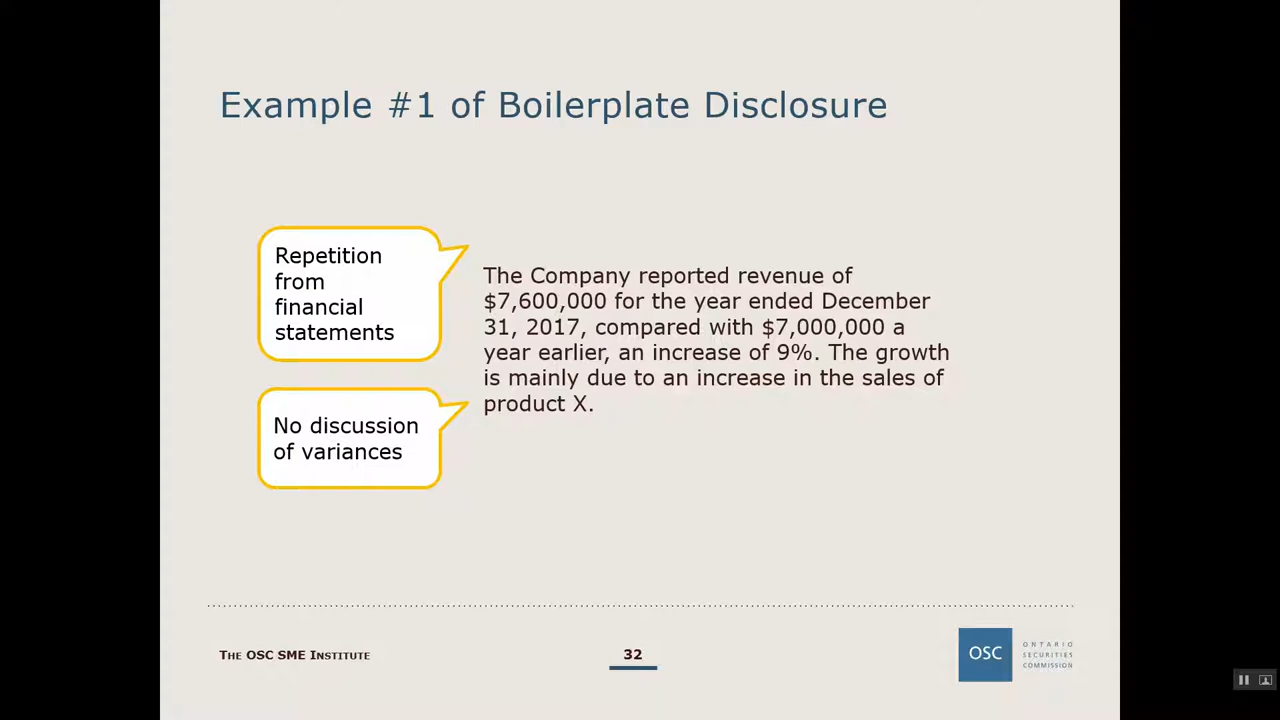 Example #1 of Boilerplate Disclosure
Repetition
from
financial
statements
The Company reported revenue of
$7,600,000 for the year ended December
31, 2017, compared with $7,000,000 a
year earlier, an increase of 9%. The growth
is mainly due to an increase in the sales of
product X.
No discussion
of variances
THE OSC SME INSTITUTE
32
OSC
ONTARIO
SECURITIES
COMMISSION